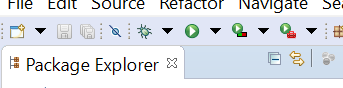 File Edit Source Refactor Navigate
Package Explorer